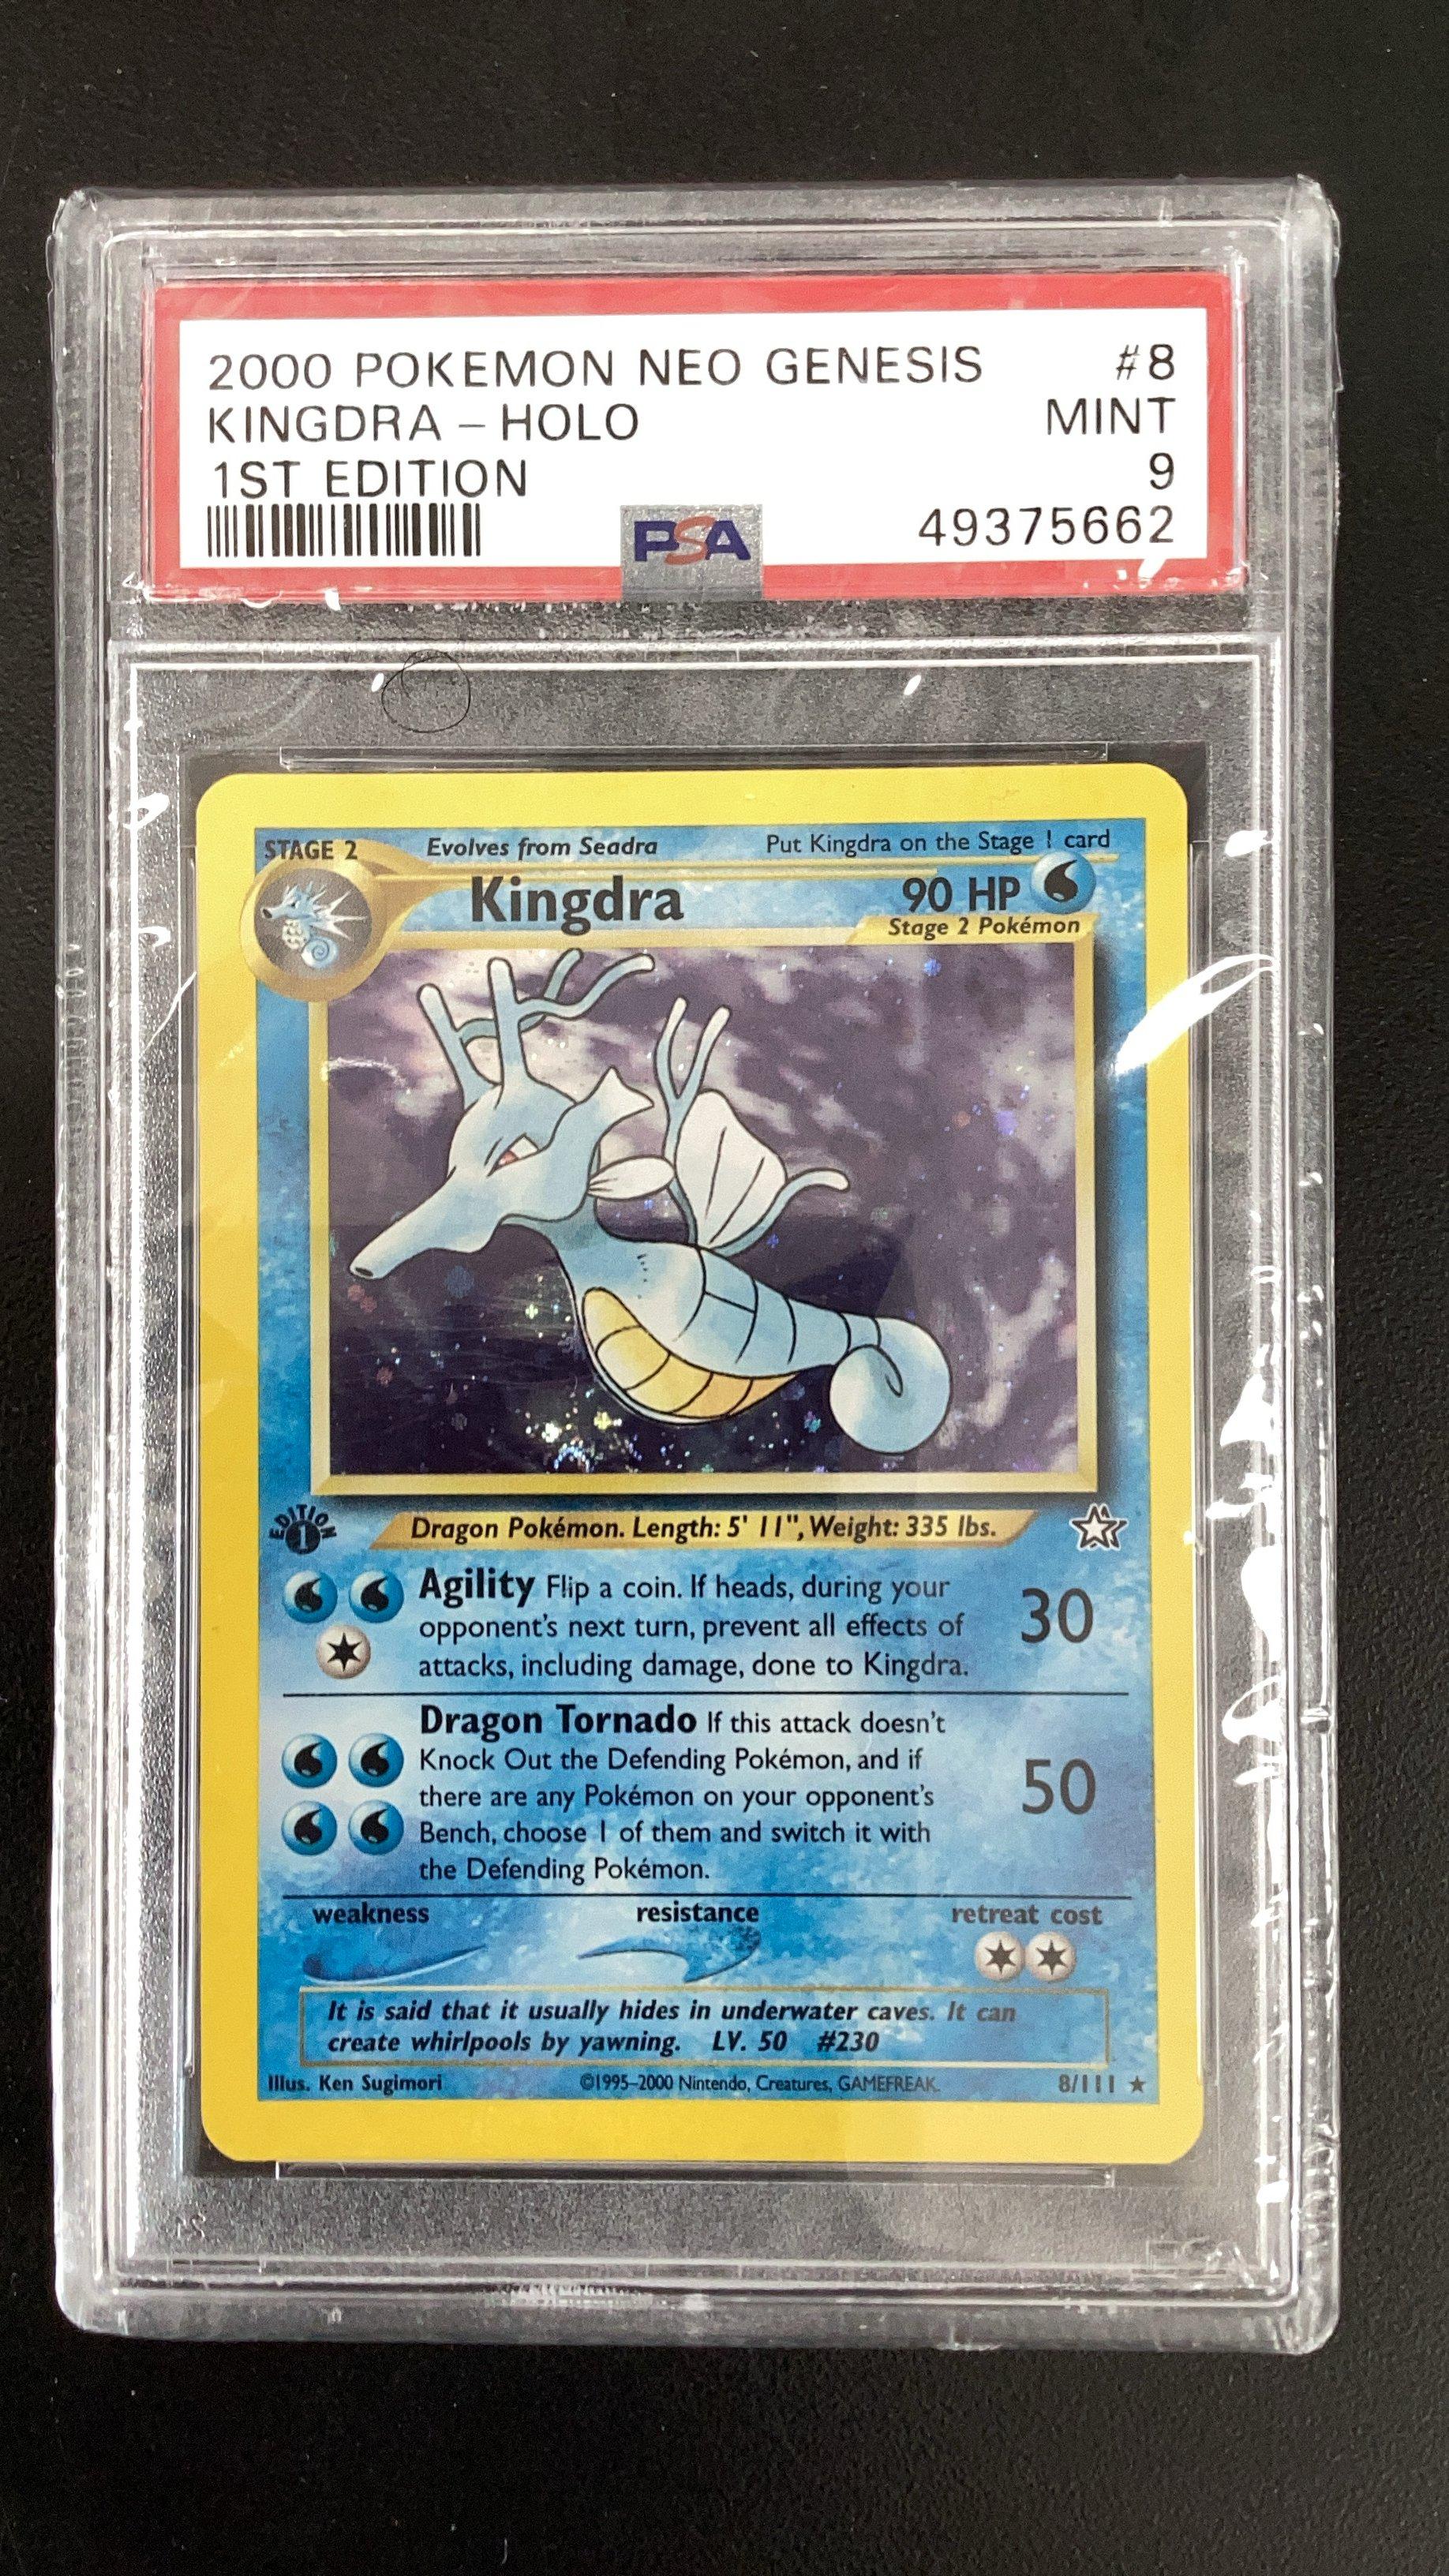 2000 POKEMON NEO GENESIS #8
KINGDRA – HOLO MINT
1ST EDITION 9
PSA 49375662
STAGE 2 Evolves from Seadra Put Kingdra on the Stage 1 card
Kingdra 90 HP
Stage 2 Pokémon
EDITION
1
Dragon Pokémon. Length: 5' 11", Weight: 335 lbs.
Agility Flip a coin. If heads, during your
opponent's next turn, prevent all effects of
attacks, including damage, done to Kingdra.
30
Dragon Tornado If this attack doesn't
Knock Out the Defending Pokémon, and if
there are any Pokémon on your opponent's
Bench, choose 1 of them and switch it with
the Defending Pokémon.
50
weakness resistance retreat cost
It is said that it usually hides in underwater caves. It can
create whirlpools by yawning. LV. 50 #230
Illus. Ken Sugimori ©1995–2000 Nintendo, Creatures, GAMEFREAK. 8/111 ★